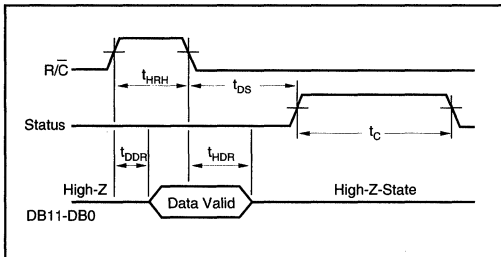 R/C̅
t_HRH
t_DS
Status
t_C
t_DDR
t_HDR
High-Z
Data Valid
High-Z-State
DB11-DB0